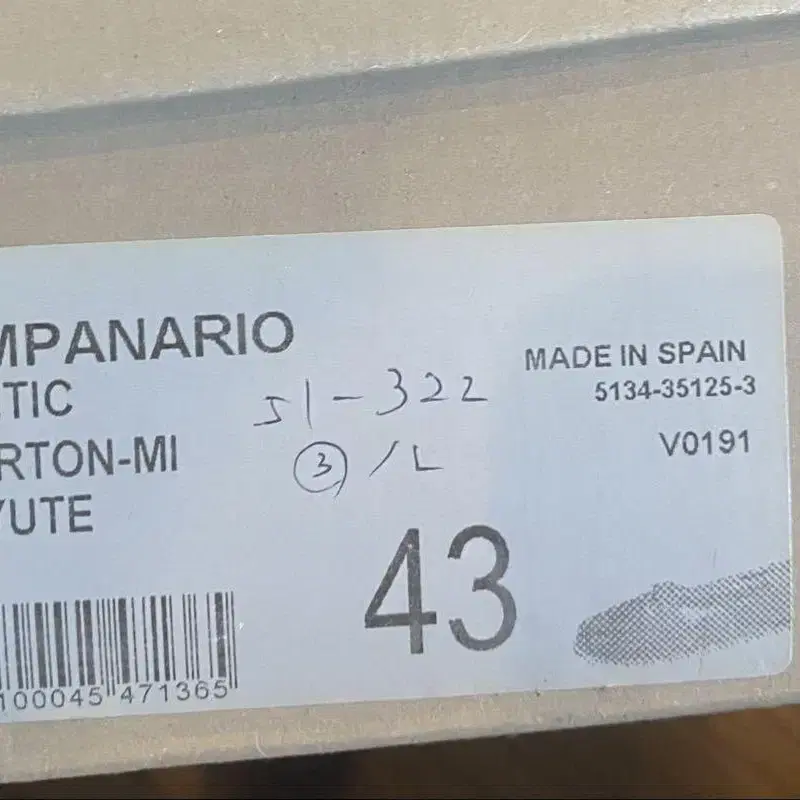 MPANARIO
TIC
RTON-MI
YUTE
51-322
③/L
43
MADE IN SPAIN
5134-35125-3
V0191
100045 471365